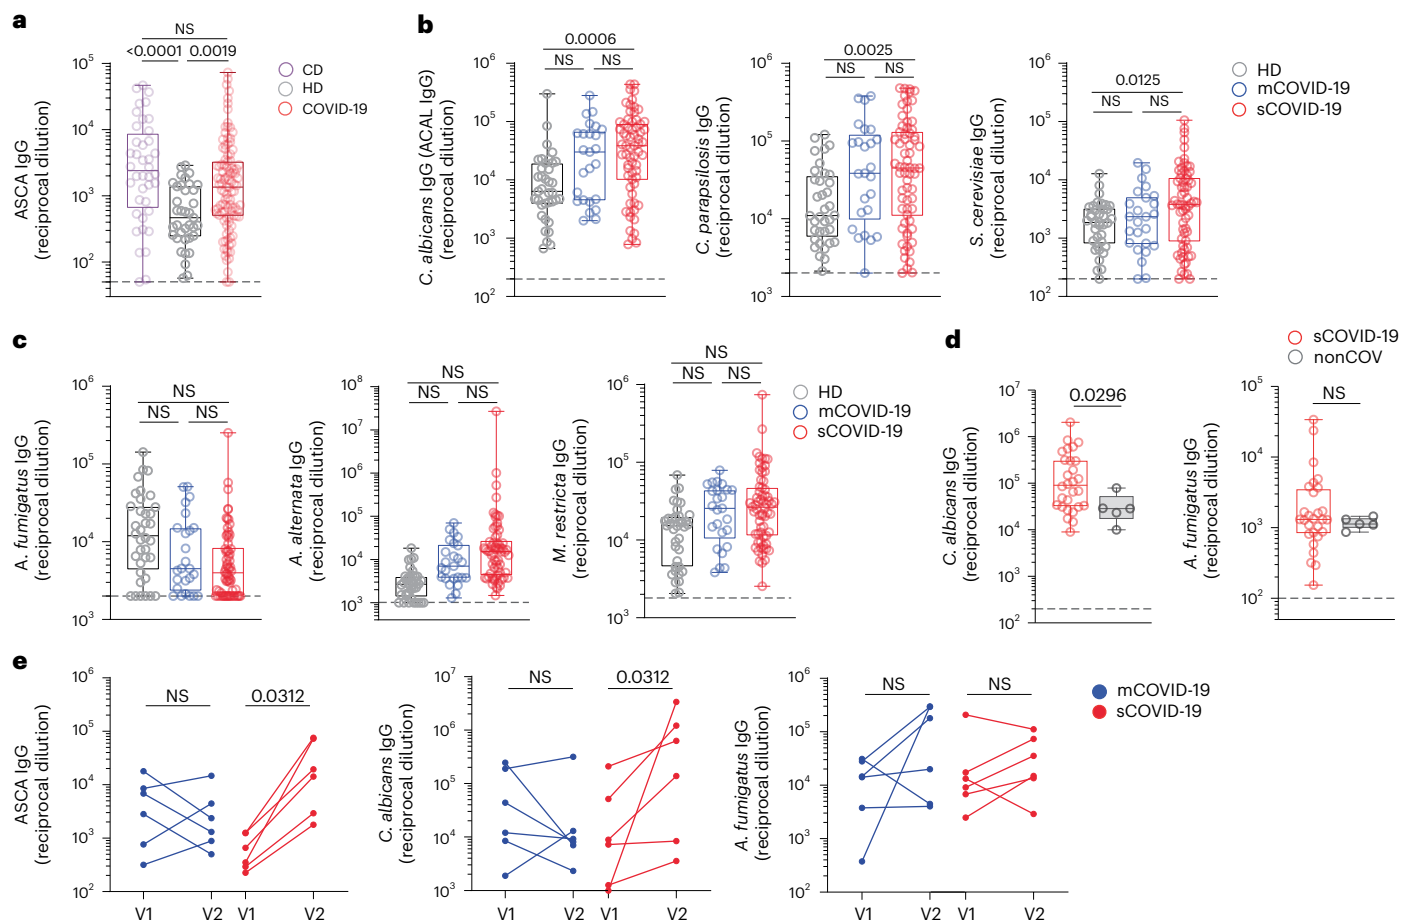 a
NS
<0.0001 0.0019
ASCA IgG
(reciprocal dilution)
10^5
10^4
10^3
10^2
CD
HD
COVID-19
b
0.0006
NS NS
C. albicans IgG (ACAL IgG)
(reciprocal dilution)
10^6
10^5
10^4
10^3
10^2
0.0025
NS NS
C. parapsilosis IgG
(reciprocal dilution)
10^6
10^5
10^4
10^3
0.0125
NS NS
S. cerevisiae IgG
(reciprocal dilution)
10^6
10^5
10^4
10^3
10^2
HD
mCOVID-19
sCOVID-19
c
NS
NS NS
A. fumigatus IgG
(reciprocal dilution)
10^6
10^5
10^4
10^3
NS
NS NS
A. alternata IgG
(reciprocal dilution)
10^8
10^7
10^6
10^5
10^4
10^3
NS
NS NS
M. restricta IgG
(reciprocal dilution)
10^6
10^5
10^4
10^3
HD
mCOVID-19
sCOVID-19
d
sCOVID-19
nonCOV
0.0296
C. albicans IgG
(reciprocal dilution)
10^7
10^6
10^5
10^4
10^3
10^2
NS
A. fumigatus IgG
(reciprocal dilution)
10^5
10^4
10^3
10^2
e
NS 0.0312
ASCA IgG
(reciprocal dilution)
10^6
10^5
10^4
10^3
10^2
V1 V2 V1 V2
NS 0.0312
C. albicans IgG
(reciprocal dilution)
10^7
10^6
10^5
10^4
10^3
V1 V2 V1 V2
NS NS
A. fumigatus IgG
(reciprocal dilution)
10^6
10^5
10^4
10^3
10^2
V1 V2 V1 V2
mCOVID-19
sCOVID-19